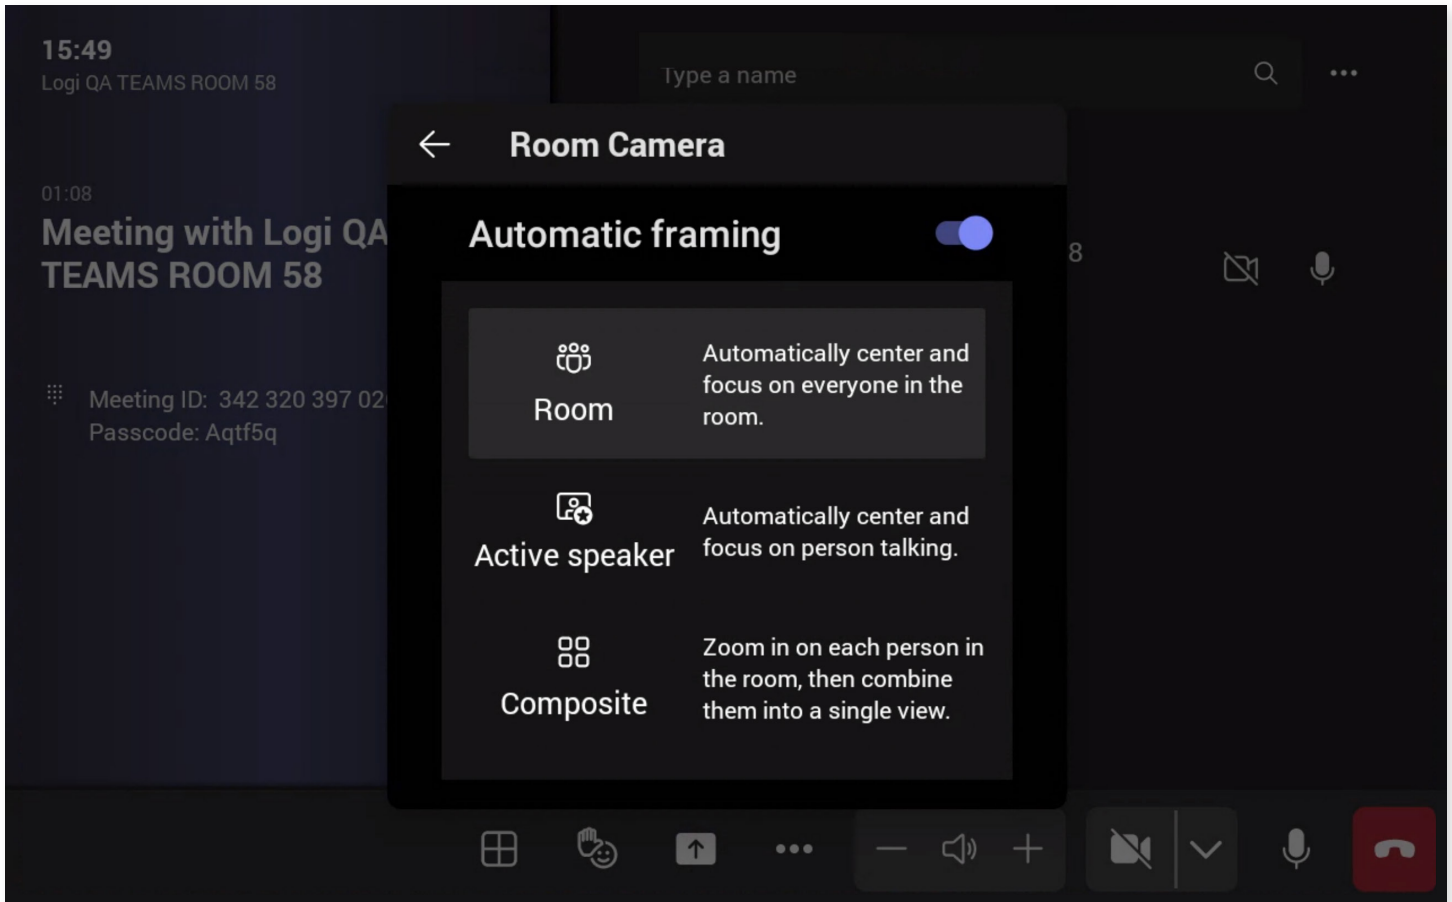 15:49
Logi QA TEAMS ROOM 58
Type a name
Room Camera
01:08
Meeting with Logi QA
TEAMS ROOM 58
Automatic framing
8
Room
Automatically center and
focus on everyone in the
room.
Meeting ID: 342 320 397 02
Passcode: Aqtf5q
Active speaker
Automatically center and
focus on person talking.
Composite
Zoom in on each person in
the room, then combine
them into a single view.